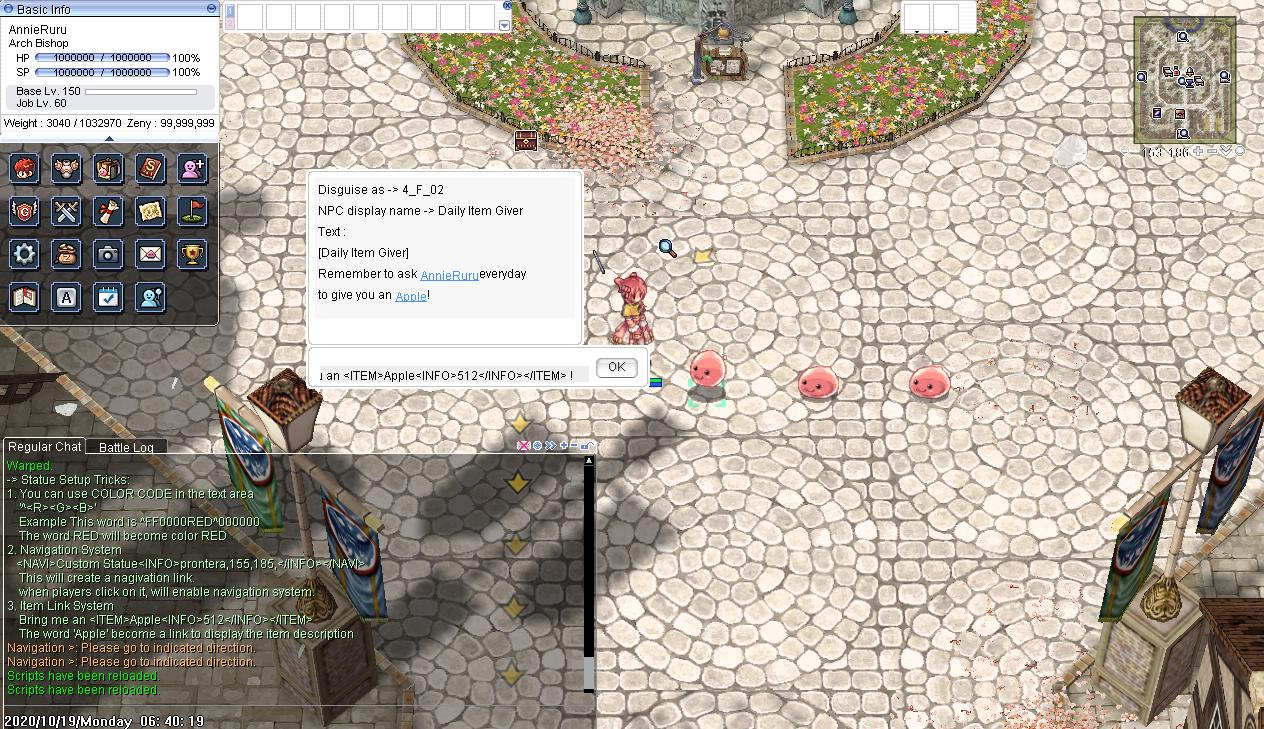 Basic Info
AnnieRuru
Arch Bishop
HP 1000000 / 1000000 100%
SP 1000000 / 1000000 100%
Base Lv. 150
Job Lv. 60
Weight : 3040 / 1032970 Zeny : 99,999,999
1
2
153 186
Disguise as -> 4_F_02
NPC display name -> Daily Item Giver
Text :
[Daily Item Giver]
Remember to ask AnnieRuru everyday
to give you an Apple!
an <ITEM>Apple<INFO>512</INFO></ITEM> !
OK
Regular Chat Battle Log
Warped.
-> Statue Setup Tricks:
1. You can use COLOR CODE in the text area
'^<R><G><B>'
Example This word is ^FF0000RED^000000
The word RED will become color RED
2. Navigation System
<NAVI>Custom Statue<INFO>prontera,155,185,</INFO></NAVI>
This will create a nagivation link.
when players click on it, will enable navigation system.
3. Item Link System
Bring me an <ITEM>Apple<INFO>512</INFO></ITEM>
The word 'Apple' become a link to display the item description
Navigation >: Please go to indicated direction.
Navigation >: Please go to indicated direction.
Scripts have been reloaded.
Scripts have been reloaded.
2020/10/19/Monday 06: 40: 19